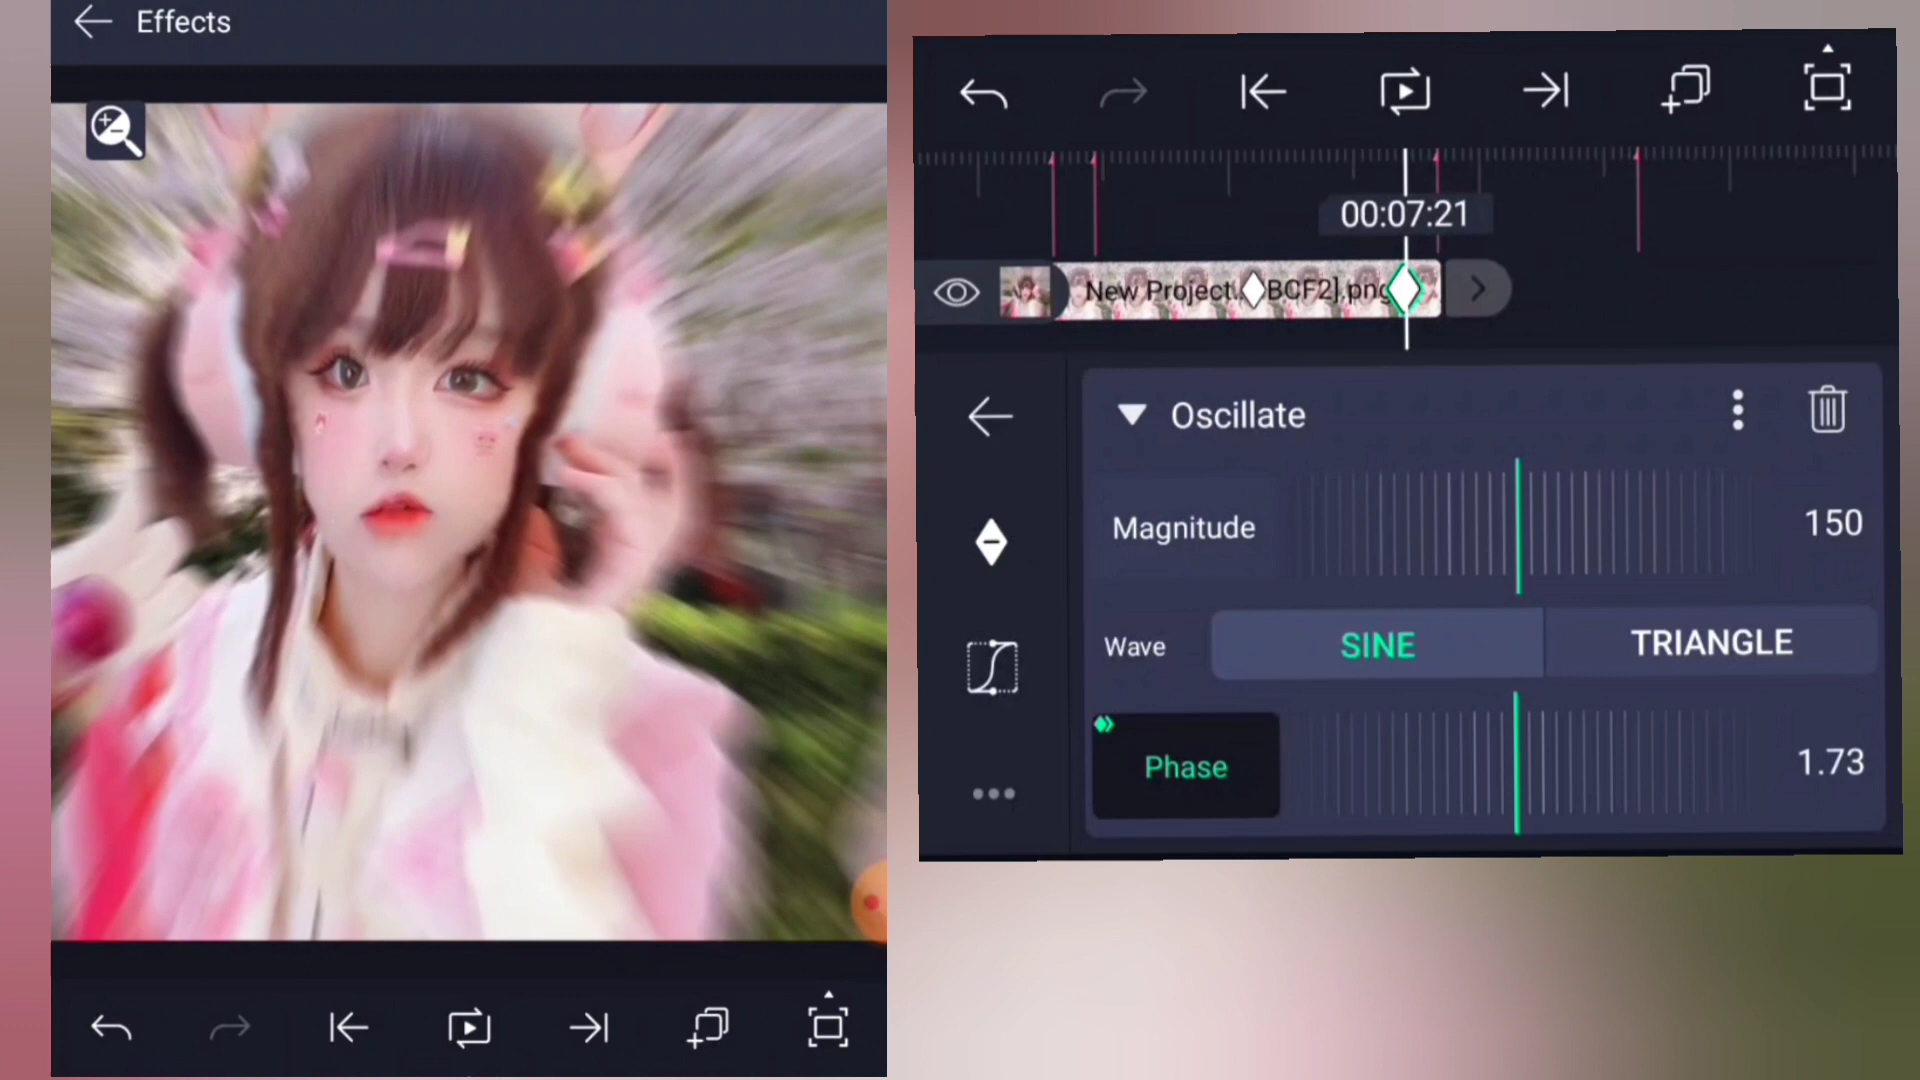 Effects
00:07:21
New Project...BCF2].png
Oscillate
Magnitude
150
Wave
SINE
TRIANGLE
Phase
1.73